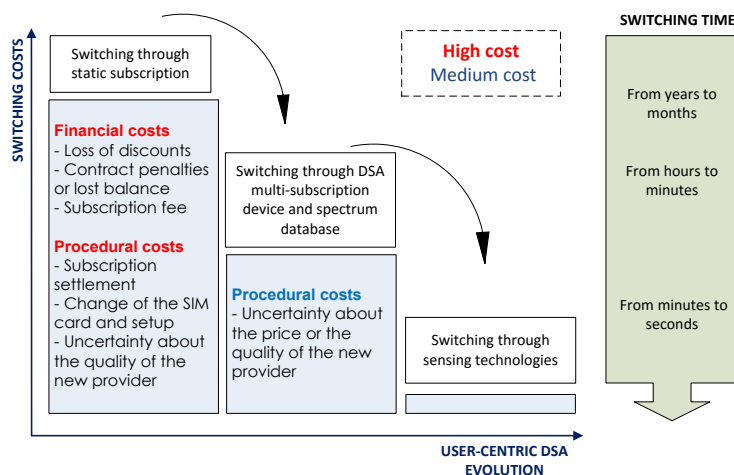 SWITCHING COSTS
Switching through
static subscription
Financial costs
- Loss of discounts
- Contract penalties
or lost balance
- Subscription fee
Procedural costs
- Subscription
settlement
- Change of the SIM
card and setup
- Uncertainty about
the quality of the
new provider
Switching through DSA
multi-subscription
device and spectrum
database
Procedural costs
- Uncertainty about
the price or the
quality of the new
provider
Switching through
sensing technologies
High cost
Medium cost
SWITCHING TIME
From years to
months
From hours to
minutes
From minutes to
seconds
USER-CENTRIC DSA
EVOLUTION